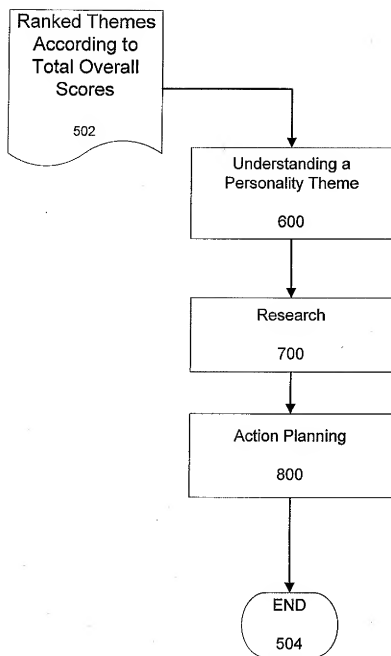 Ranked Themes
According to
Total Overall
Scores
502
Understanding a
Personality Theme
600
Research
700
Action Planning
800
END
504